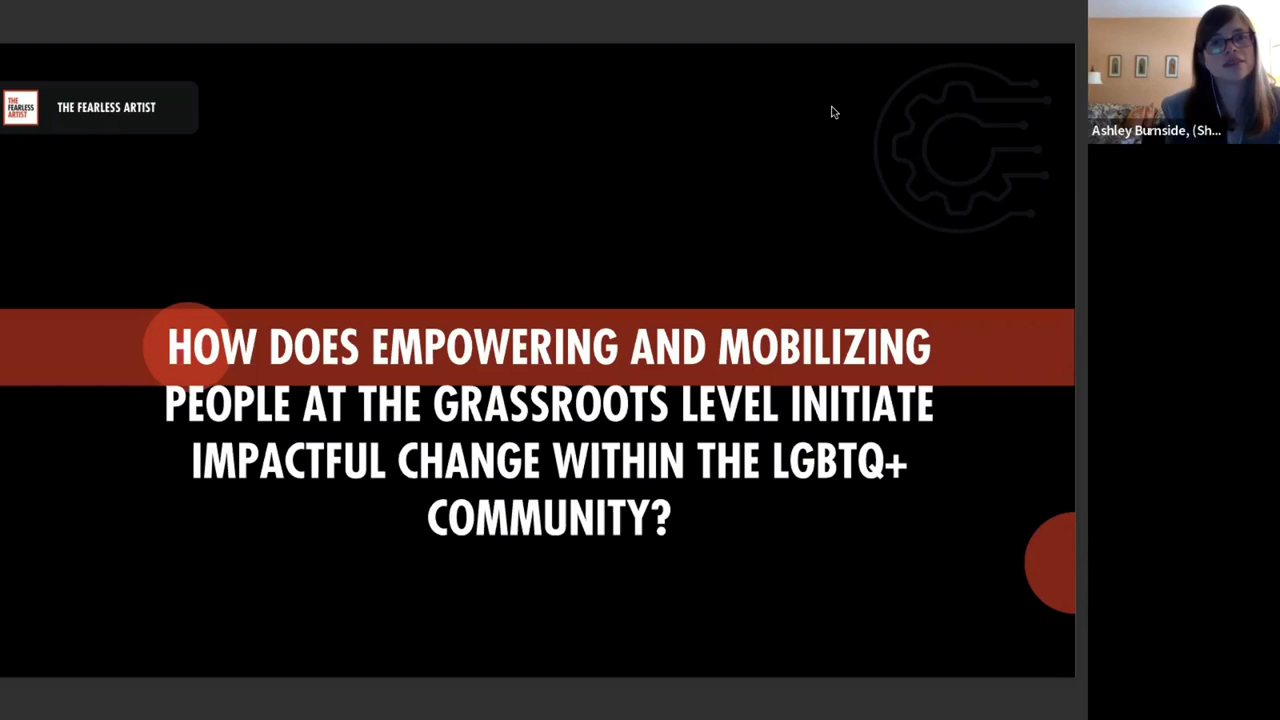 THE
FEARLESS
ARTIST
THE FEARLESS ARTIST
HOW DOES EMPOWERING AND MOBILIZING
PEOPLE AT THE GRASSROOTS LEVEL INITIATE
IMPACTFUL CHANGE WITHIN THE LGBTQ+
COMMUNITY?
Ashley Burnside, (Sh...